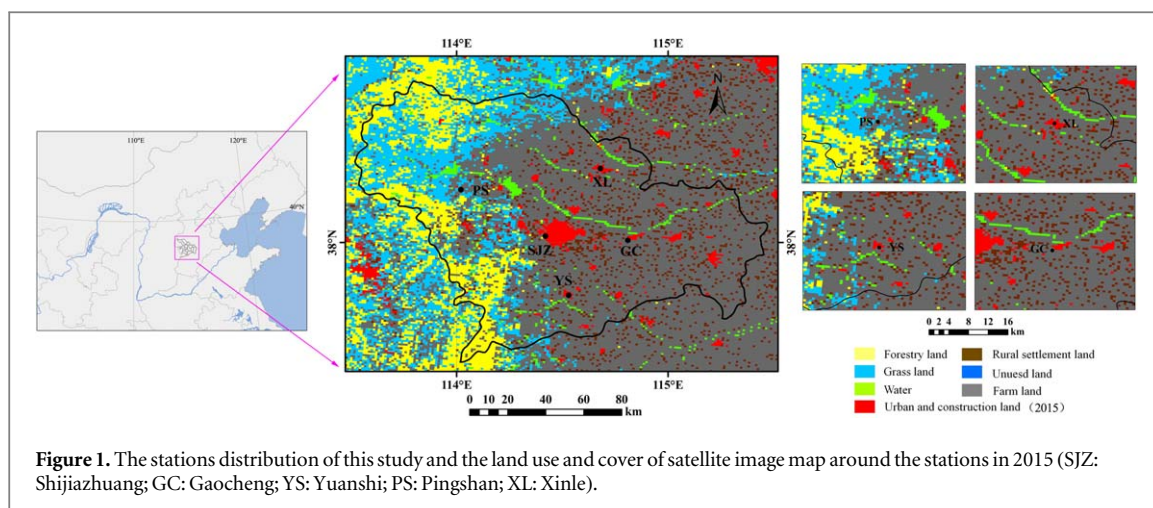 110°E
120°E
40°N
114°E
115°E
N
38°N
38°N
PS
XL
SJZ
GC
YS
114°E
115°E
0 10 20 40 60 80
km
PS
XL
YS
GC
0 2 4 8 12 16
km
Forestry land
Rural settlement land
Grass land
Unuesd land
Water
Farm land
Urban and construction land (2015)
Figure 1. The stations distribution of this study and the land use and cover of satellite image map around the stations in 2015 (SJZ:
Shijiazhuang; GC: Gaocheng; YS: Yuanshi; PS: Pingshan; XL: Xinle).